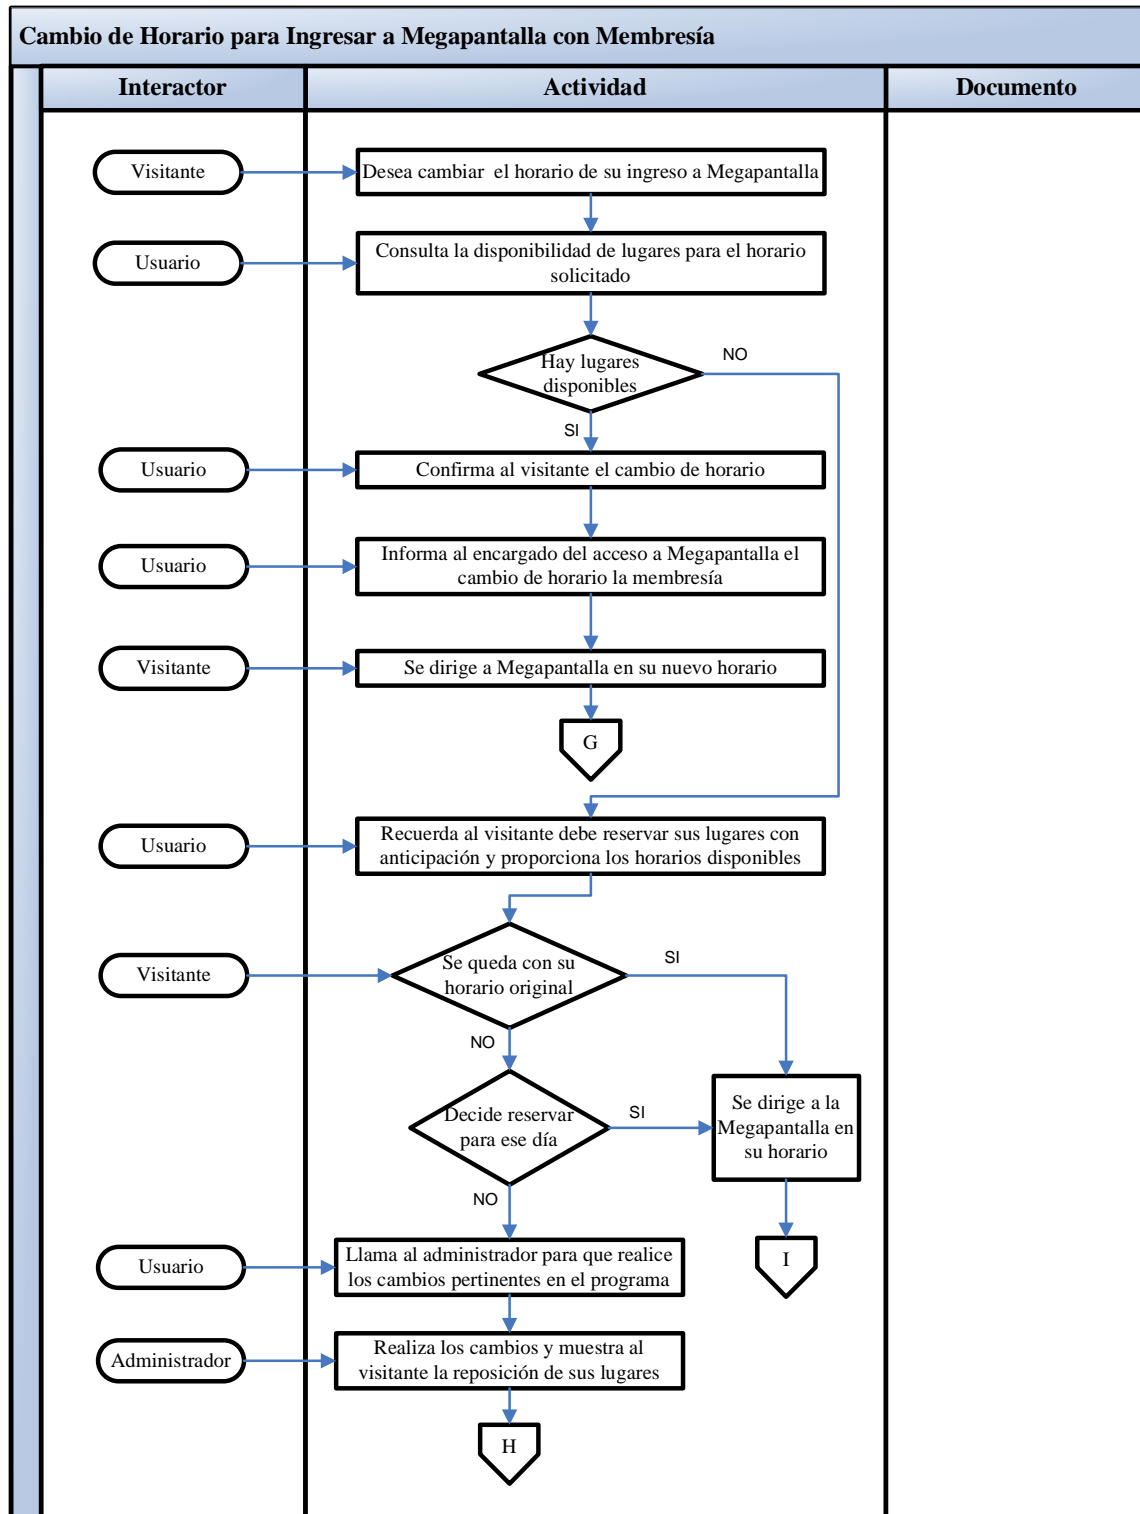 Cambio de Horario para Ingresar a Megapantalla con Membresía
Interactor
Actividad
Documento
Visitante
Desea cambiar el horario de su ingreso a Megapantalla
Usuario
Consulta la disponibilidad de lugares para el horario
solicitado
Hay lugares
disponibles
NO
SI
Usuario
Confirma al visitante el cambio de horario
Usuario
Informa al encargado del acceso a Megapantalla el
cambio de horario la membresía
Visitante
Se dirige a Megapantalla en su nuevo horario
G
Usuario
Recuerda al visitante debe reservar sus lugares con
anticipación y proporciona los horarios disponibles
Visitante
Se queda con su
horario original
SI
NO
Decide reservar
para ese día
SI
Se dirige a la
Megapantalla en
su horario
NO
Usuario
Llama al administrador para que realice
los cambios pertinentes en el programa
I
Administrador
Realiza los cambios y muestra al
visitante la reposición de sus lugares
H